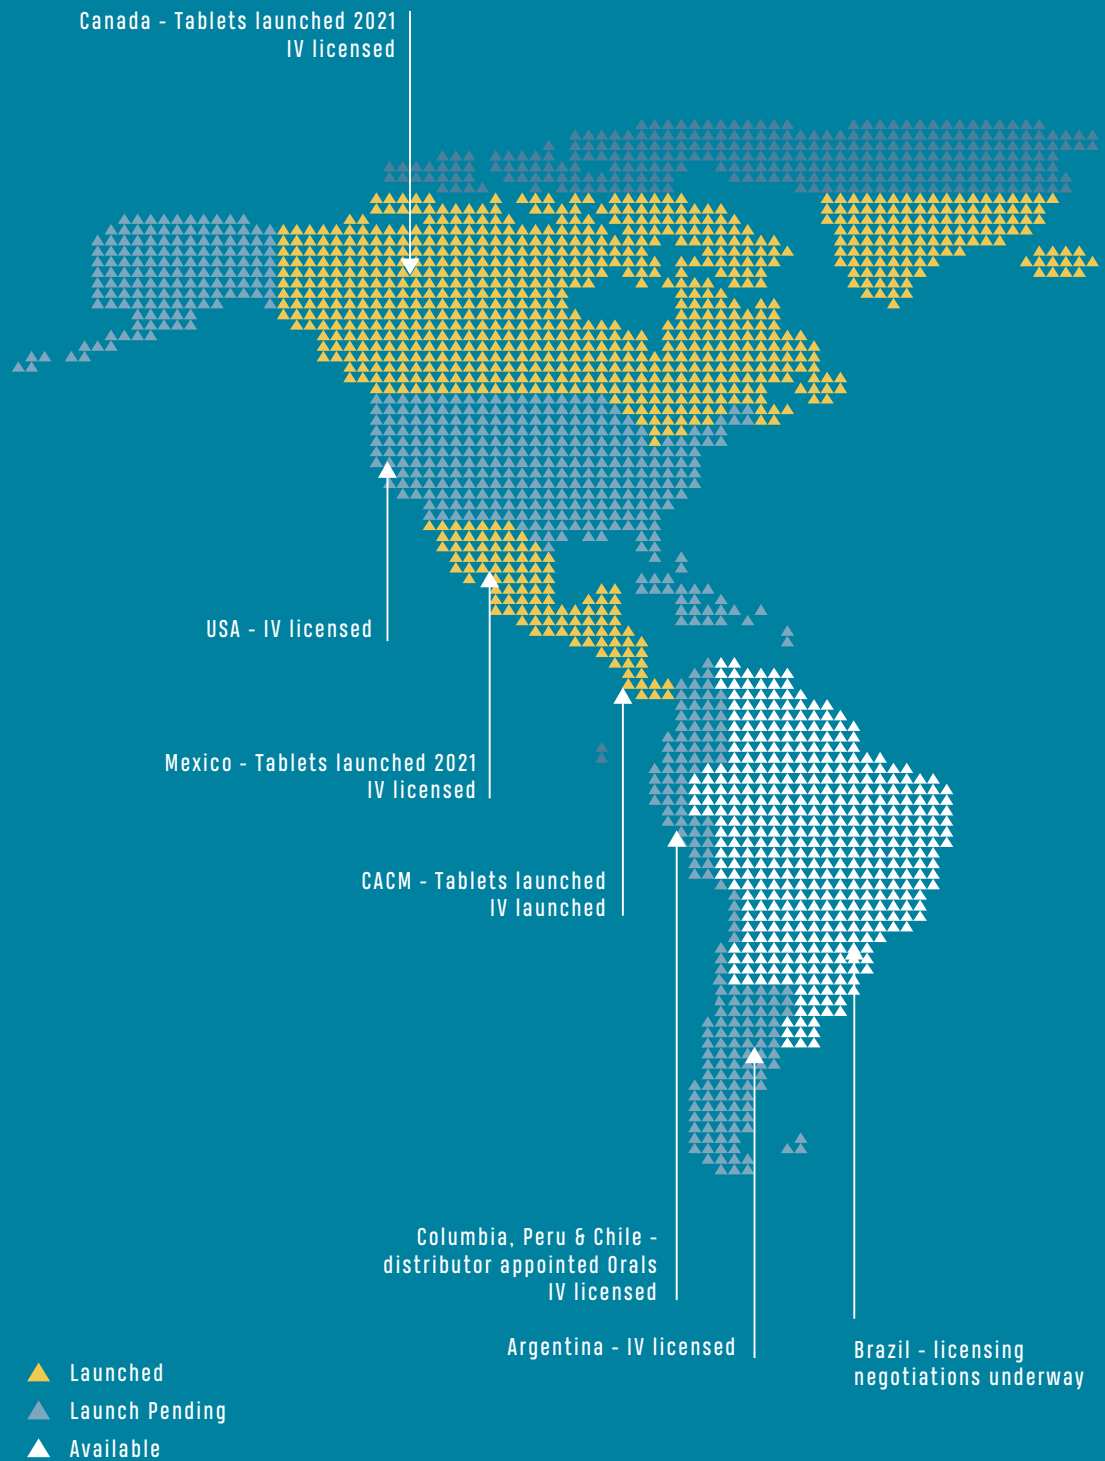 Canada - Tablets launched 2021
IV licensed
USA - IV licensed
Mexico - Tablets launched 2021
IV licensed
CACM - Tablets launched
IV launched
Columbia, Peru & Chile -
distributor appointed Orals
IV licensed
Argentina - IV licensed
Brazil - licensing
negotiations underway
Launched
Launch Pending
Available